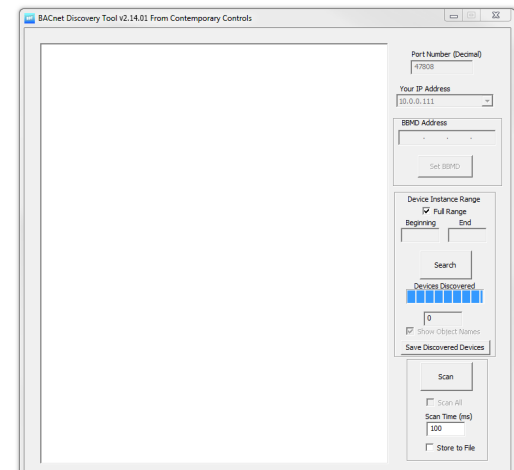 BACnet Discovery Tool v2.14.01 From Contemporary Controls
Port Number (Decimal)
47808
Your IP Address
10.0.0.111
BBMD Address
. . .
Set BBMD
Device Instance Range
Full Range
Beginning End
Search
Devices Discovered
0
Show Object Names
Save Discovered Devices
Scan
Scan All
Scan Time (ms)
100
Store to File